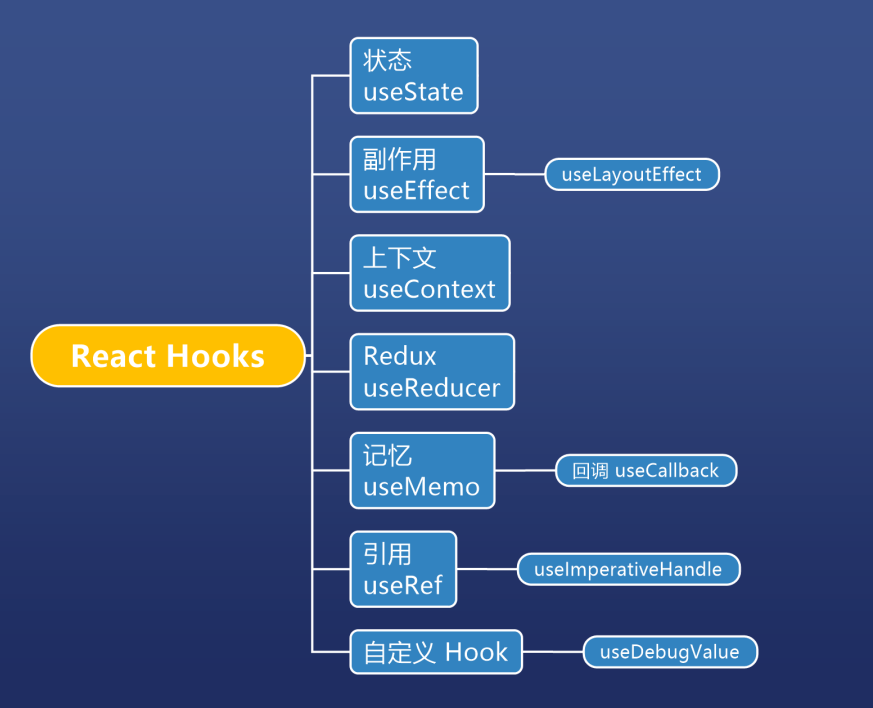 React Hooks
状态
useState
副作用
useEffect
useLayoutEffect
上下文
useContext
Redux
useReducer
记忆
useMemo
回调 useCallback
引用
useRef
useImperativeHandle
自定义 Hook
useDebugValue